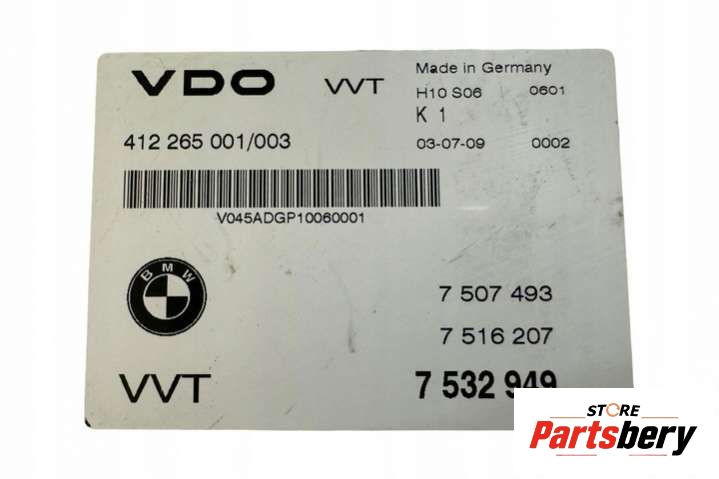 VDO VVT
Made in Germany
H10 S06 0601
K 1
412 265 001/003
03-07-09 0002
V045ADGP10060001
BMW
7 507 493
7 516 207
VVT
7 532 949
STORE
Partsbery